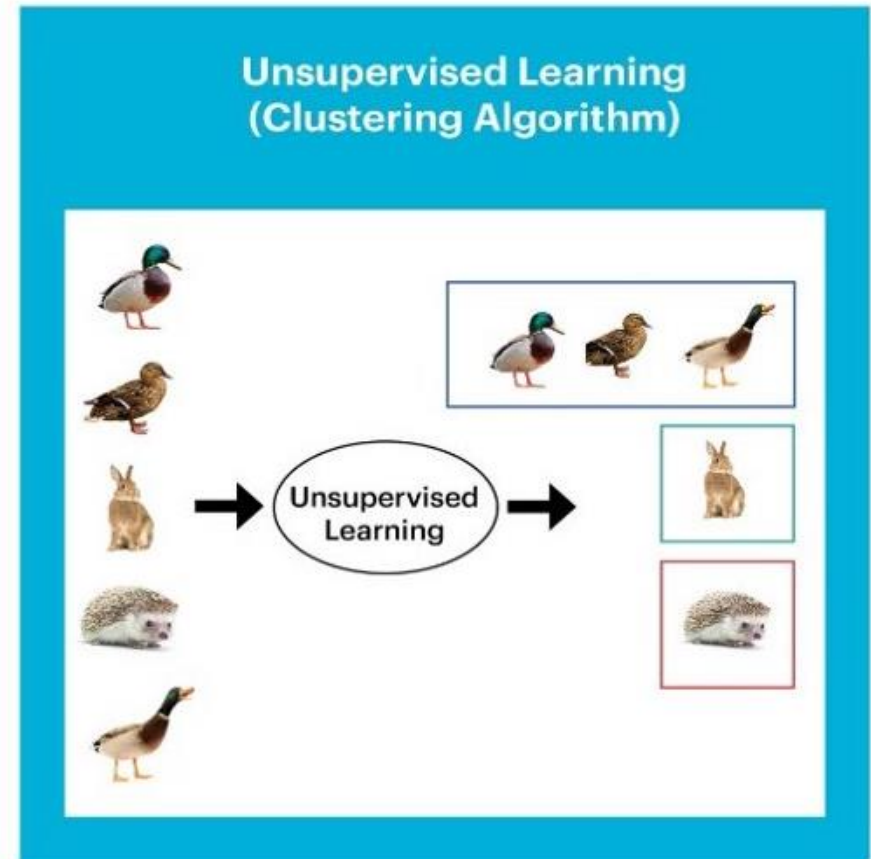 Unsupervised Learning
(Clustering Algorithm)
Unsupervised
Learning